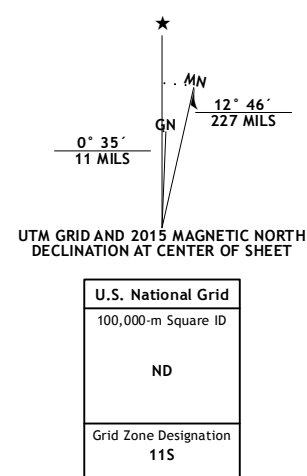 ★
MN
GN
12° 46´
227 MILS
0° 35´
11 MILS
UTM GRID AND 2015 MAGNETIC NORTH
DECLINATION AT CENTER OF SHEET
U.S. National Grid
100,000-m Square ID
ND
Grid Zone Designation
11S